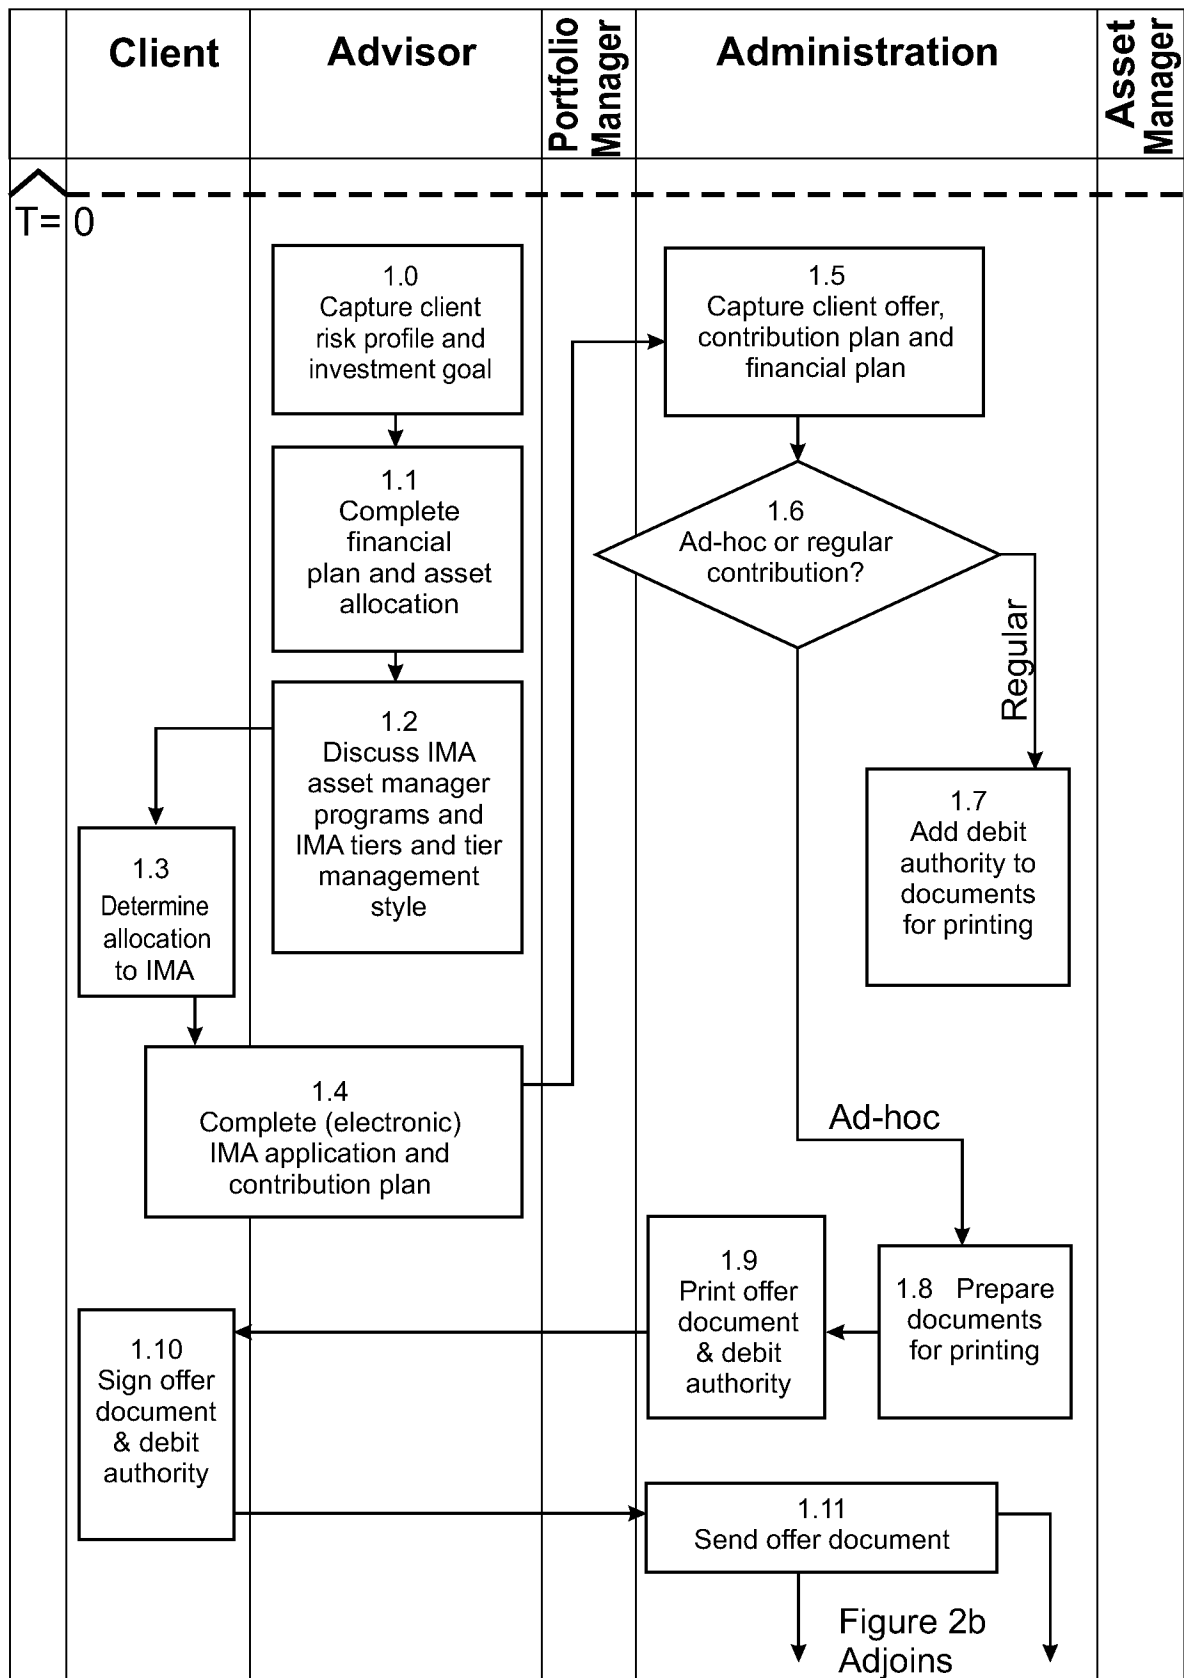 Client
Advisor
Portfolio
Manager
Administration
Asset
Manager
T= 0
1.0
Capture client
risk profile and
investment goal
1.1
Complete
financial
plan and asset
allocation
1.2
Discuss IMA
asset manager
programs and
IMA tiers and tier
management
style
1.3
Determine
allocation
to IMA
1.4
Complete (electronic)
IMA application and
contribution plan
1.5
Capture client offer,
contribution plan and
financial plan
1.6
Ad-hoc or regular
contribution?
Regular
1.7
Add debit
authority to
documents
for printing
Ad-hoc
1.8 Prepare
documents
for printing
1.9
Print offer
document
& debit
authority
1.10
Sign offer
document
& debit
authority
1.11
Send offer document
Figure 2b
Adjoins